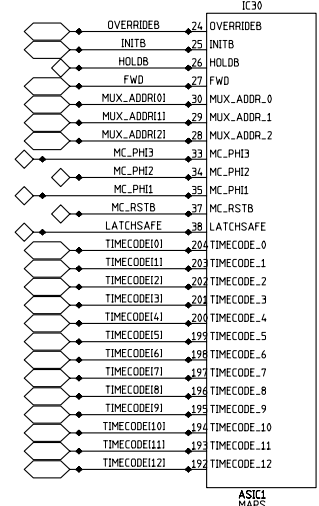 IC30
OVERRIDEB 24 OVERRIDEB
INITB 25 INITB
HOLDB 26 HOLDB
FWD 27 FWD
MUX_ADDR[0] 30 MUX_ADDR_0
MUX_ADDR[1] 29 MUX_ADDR_1
MUX_ADDR[2] 28 MUX_ADDR_2
MC_PHI3 33 MC_PHI3
MC_PHI2 34 MC_PHI2
MC_PHI1 35 MC_PHI1
MC_RSTB 37 MC_RSTB
LATCHSAFE 38 LATCHSAFE
TIMECODE[0] 204 TIMECODE_0
TIMECODE[1] 203 TIMECODE_1
TIMECODE[2] 202 TIMECODE_2
TIMECODE[3] 201 TIMECODE_3
TIMECODE[4] 200 TIMECODE_4
TIMECODE[5] 199 TIMECODE_5
TIMECODE[6] 198 TIMECODE_6
TIMECODE[7] 197 TIMECODE_7
TIMECODE[8] 196 TIMECODE_8
TIMECODE[9] 195 TIMECODE_9
TIMECODE[10] 194 TIMECODE_10
TIMECODE[11] 193 TIMECODE_11
TIMECODE[12] 192 TIMECODE_12
ASIC1
MAPS